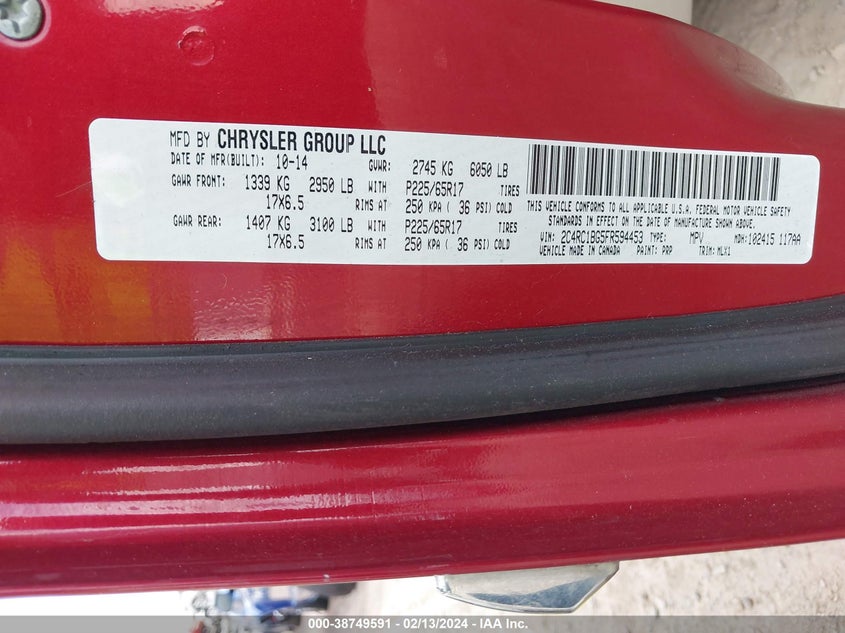 MFD BY CHRYSLER GROUP LLC
DATE OF MFR(BUILT): 10-14 GVWR: 2745 KG 6050 LB
GAWR FRONT: 1339 KG 2950 LB WITH P225/65R17 TIRES
17X6.5 RIMS AT 250 KPA ( 36 PSI) COLD
GAWR REAR: 1407 KG 3100 LB WITH P225/65R17 TIRES
17X6.5 RIMS AT 250 KPA ( 36 PSI) COLD
THIS VEHICLE CONFORMS TO ALL APPLICABLE U.S.A. FEDERAL MOTOR VEHICLE SAFETY
STANDARDS IN EFFECT ON THE DATE OF MANUFACTURE SHOWN ABOVE.
VIN: 2C4RC1BG5FR594453 TYPE: MPV MDH: 102415 117AA
VEHICLE MADE IN CANADA PAINT: PRP TRIM: MLX1
000-38749591 - 02/13/2024 - IAA Inc.